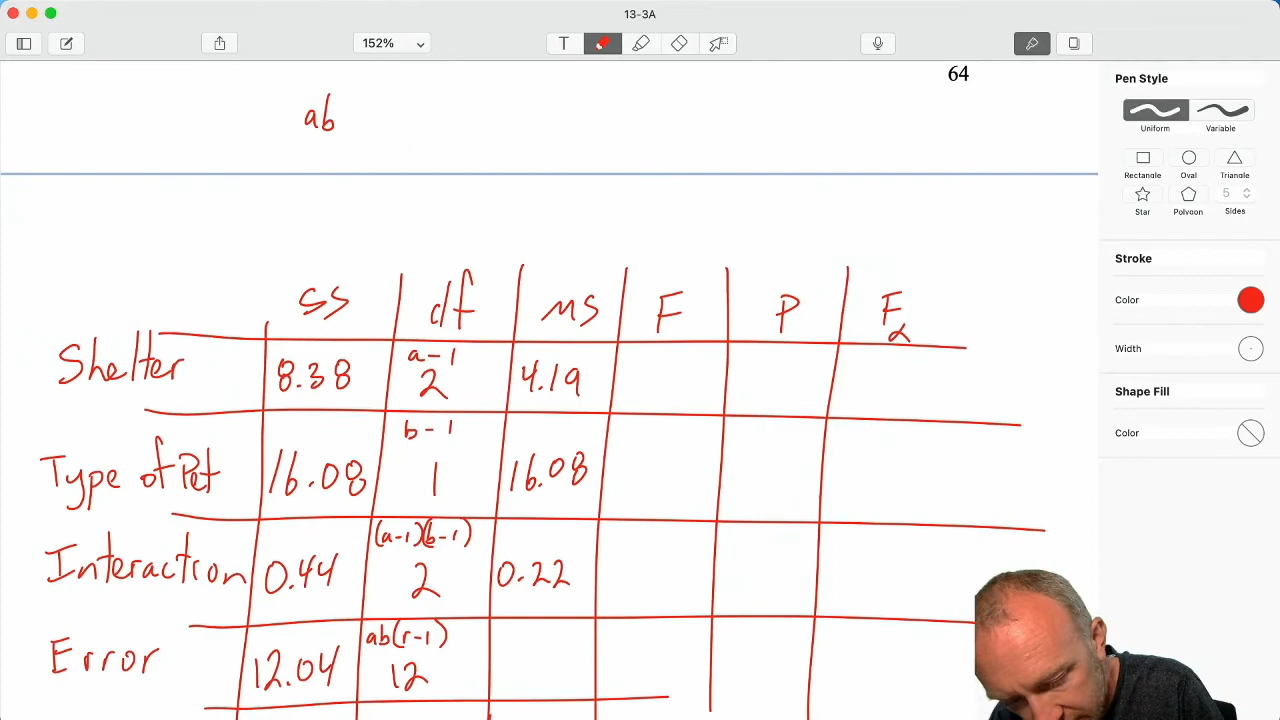 13-3A
152%
T
64
Pen Style
Uniform
Variable
Rectangle
Oval
Triangle
Star
Polygon
5
Sides
Stroke
Color
Width
Shape Fill
Color
ab
SS df MS F P Fα
Shelter 8.38 a-1 2 4.19
Type of Pet 16.08 b-1 1 16.08
Interaction 0.44 (a-1)(b-1) 2 0.22
Error 12.04 ab(r-1) 12